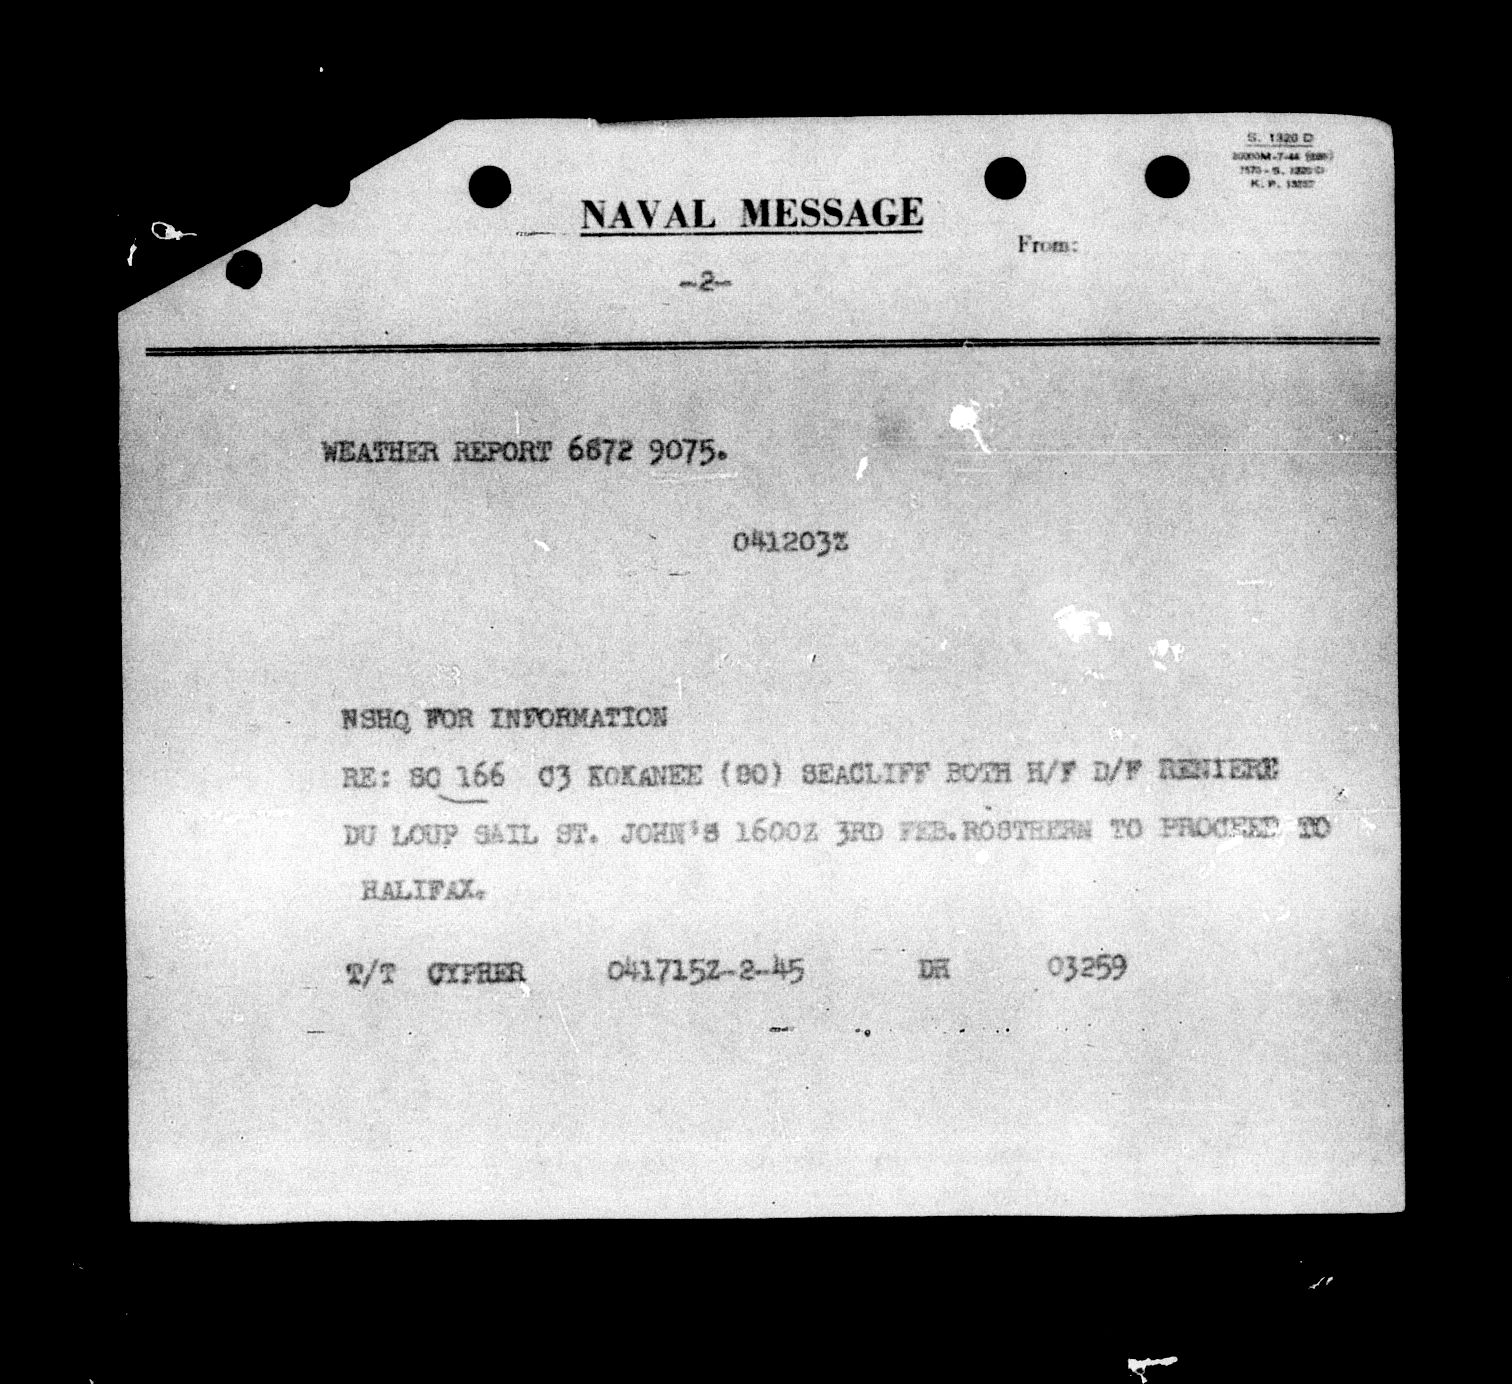 S. 1320 D
NAVAL MESSAGE
From:
-2-
WEATHER REPORT 6872 9075.
041203Z
NSHQ FOR INFORMATION
RE: SC 166 C3 KOKANEE (SO) SEACLIFF BOTH H/F D/F RENIERE
DU LOUP SAIL ST. JOHN'S 1600Z 3RD FEB. ROSTHERN TO PROCEED TO
HALIFAX.
T/T CYPHER 041715Z-2-45 DH 03259